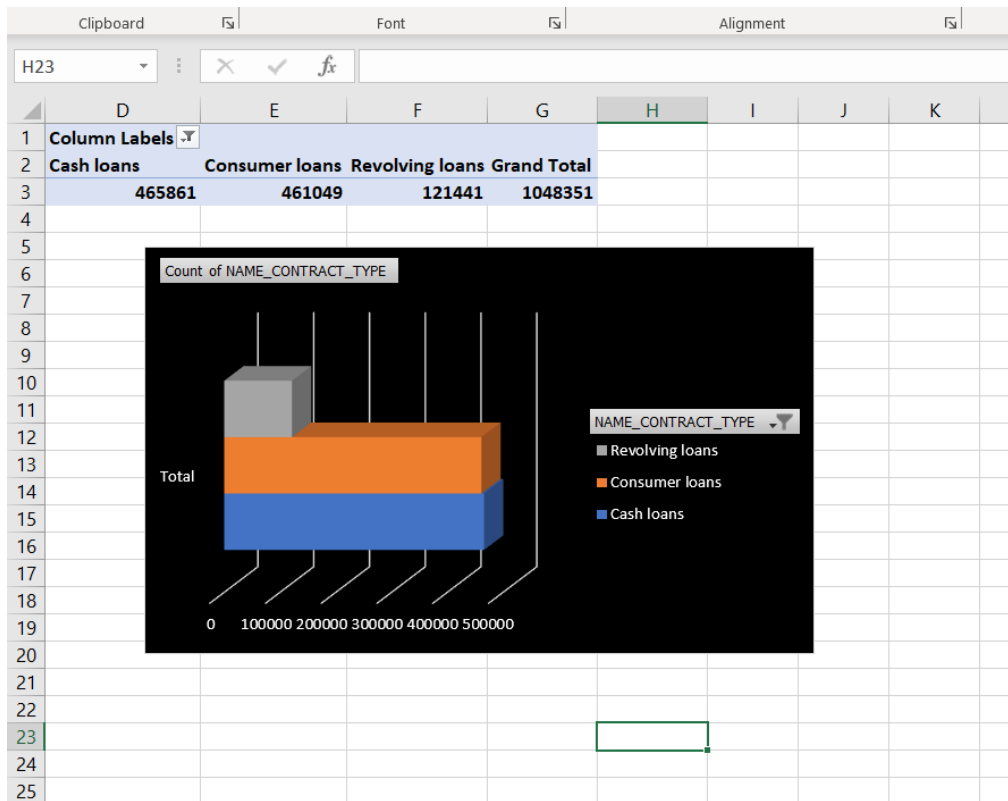 Clipboard Font Alignment
H23 fx
D E F G H I J K
1 Column Labels
2 Cash loans Consumer loans Revolving loans Grand Total
3 465861 461049 121441 1048351
4
5
6 Count of NAME_CONTRACT_TYPE
7
8
9
10
11 NAME_CONTRACT_TYPE
12 Revolving loans
13 Total Consumer loans
14 Cash loans
15
16
17
18
19 0 100000 200000 300000 400000 500000
20
21
22
23
24
25